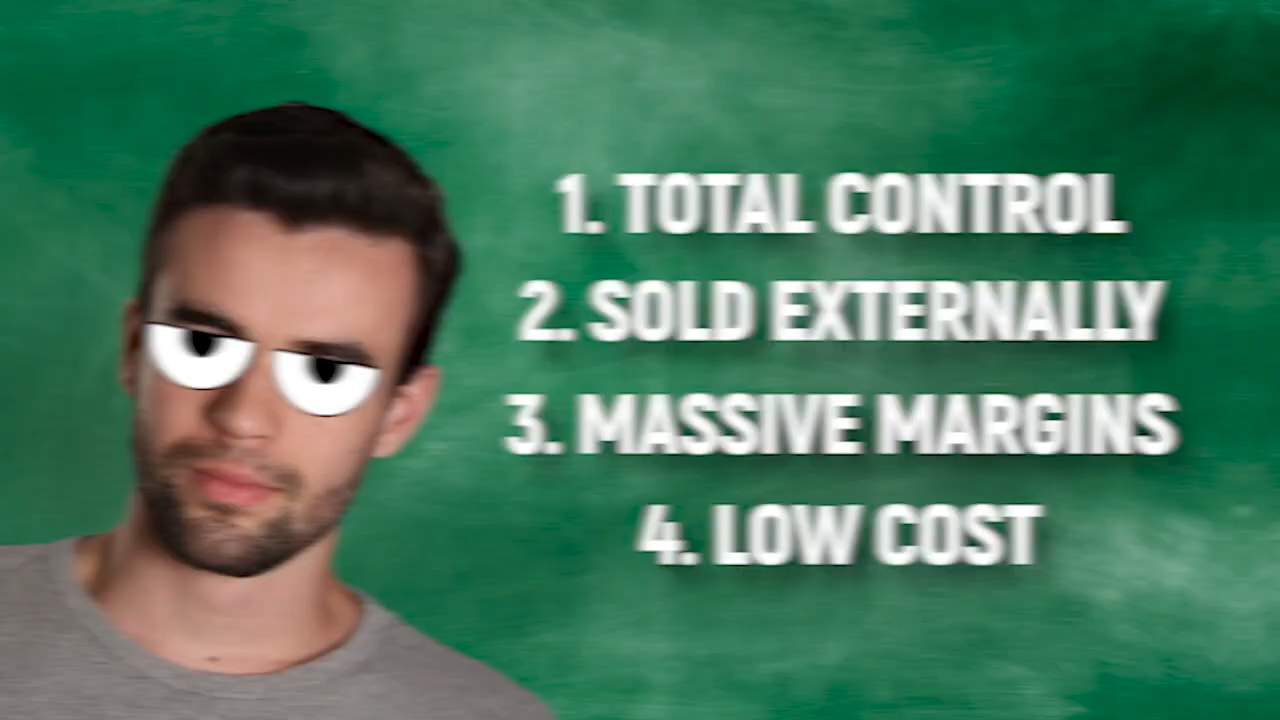 1. TOTAL CONTROL
2. SOLD EXTERNALLY
3. MASSIVE MARGINS
4. LOW COST